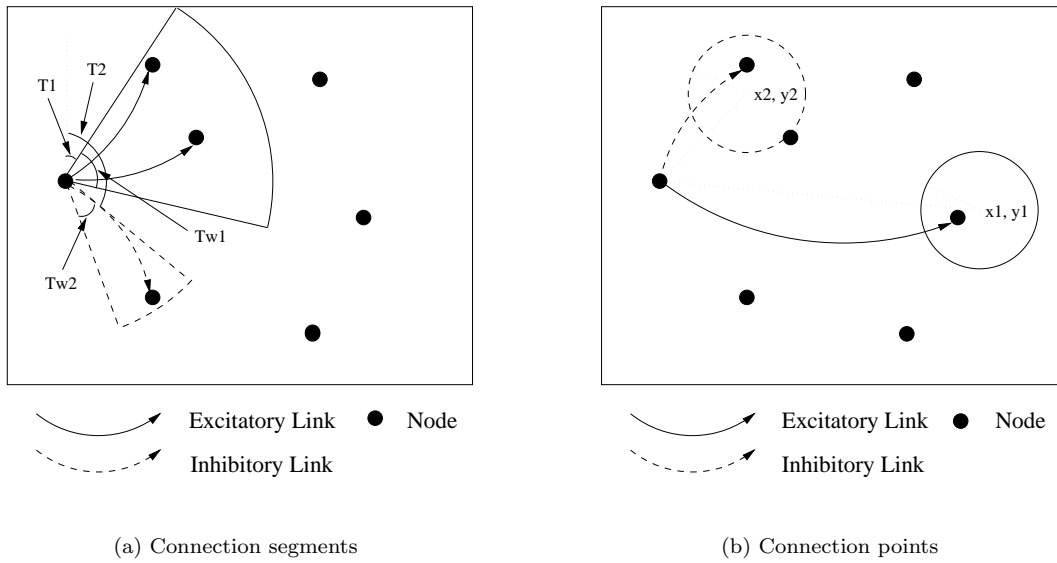 T2
T1
Tw1
Tw2
Excitatory Link
Node
Inhibitory Link
(a) Connection segments
x2, y2
x1, y1
Excitatory Link
Node
Inhibitory Link
(b) Connection points